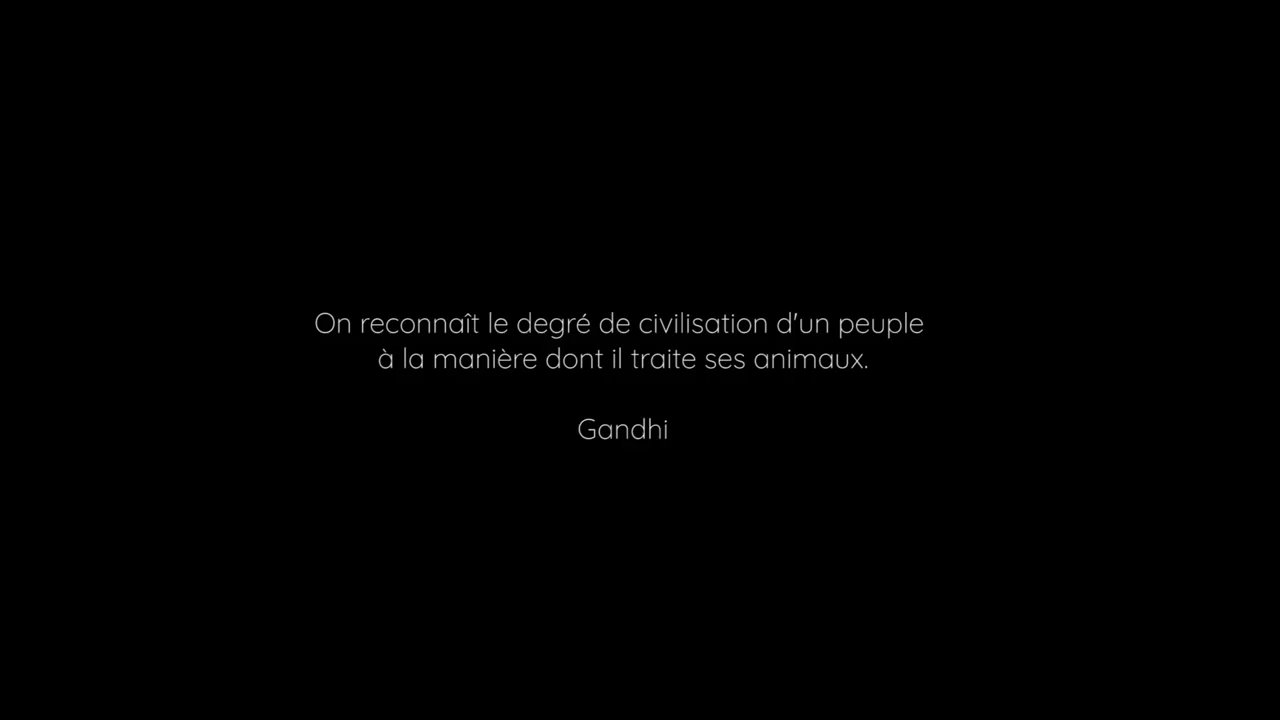 On reconnaît le degré de civilisation d'un peuple
à la manière dont il traite ses animaux.
Gandhi